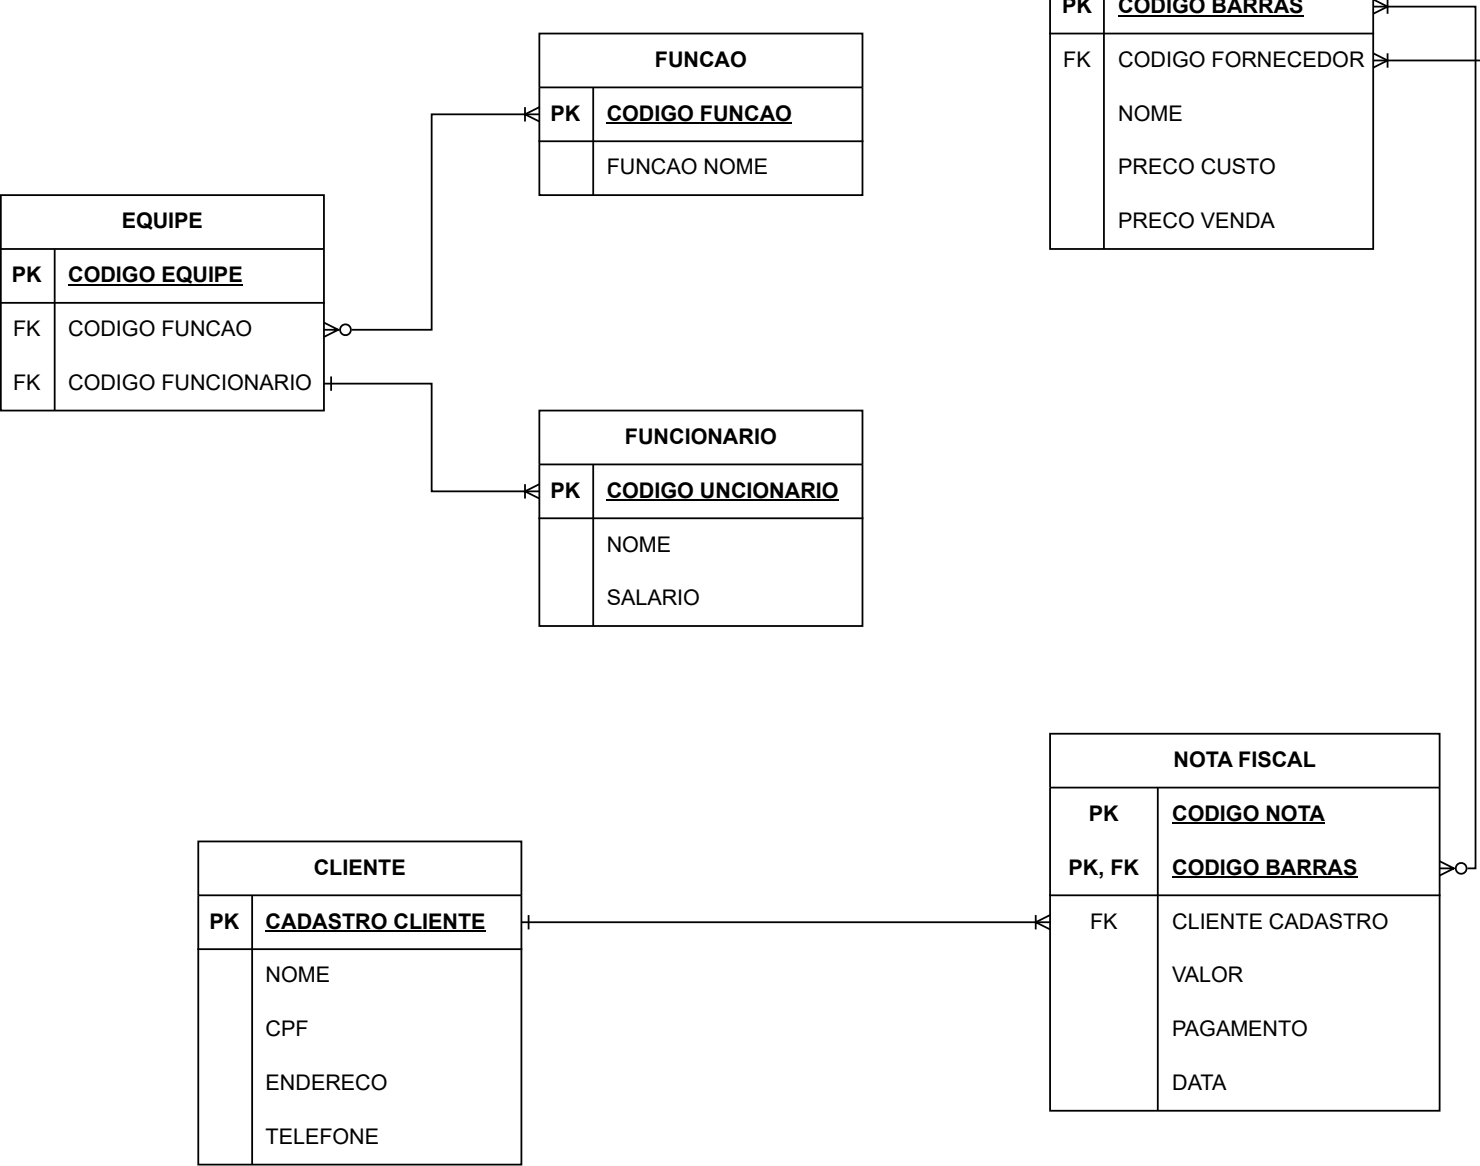 PK CODIGO BARRAS
FK CODIGO FORNECEDOR
NOME
PRECO CUSTO
PRECO VENDA
FUNCAO
PK CODIGO FUNCAO
FUNCAO NOME
EQUIPE
PK CODIGO EQUIPE
FK CODIGO FUNCAO
FK CODIGO FUNCIONARIO
FUNCIONARIO
PK CODIGO UNCIONARIO
NOME
SALARIO
NOTA FISCAL
PK CODIGO NOTA
PK, FK CODIGO BARRAS
FK CLIENTE CADASTRO
VALOR
PAGAMENTO
DATA
CLIENTE
PK CADASTRO CLIENTE
NOME
CPF
ENDERECO
TELEFONE